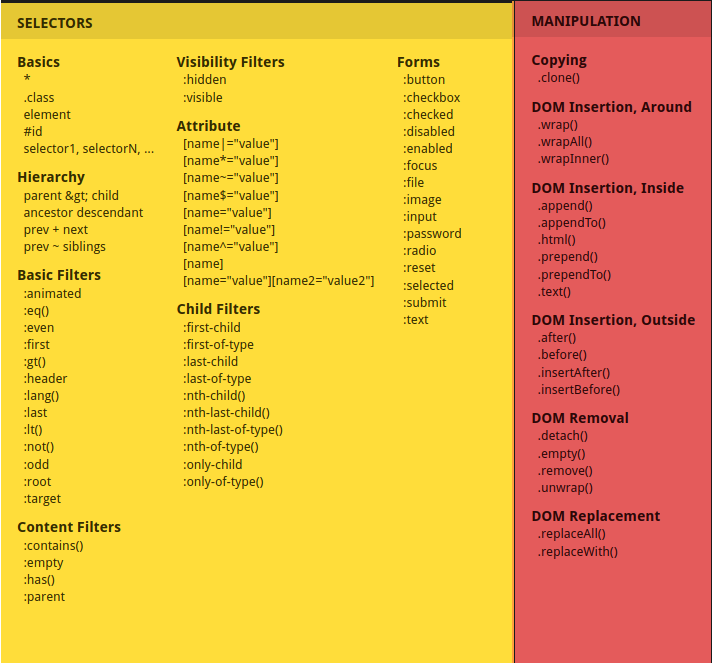 SELECTORS
Basics
*
.class
element
#id
selector1, selectorN, ...
Hierarchy
parent &gt; child
ancestor descendant
prev + next
prev ~ siblings
Basic Filters
:animated
:eq()
:even
:first
:gt()
:header
:lang()
:last
:lt()
:not()
:odd
:root
:target
Content Filters
:contains()
:empty
:has()
:parent
Visibility Filters
:hidden
:visible
Attribute
[name|="value"]
[name*="value"]
[name~="value"]
[name$="value"]
[name="value"]
[name!="value"]
[name^="value"]
[name]
[name="value"][name2="value2"]
Child Filters
:first-child
:first-of-type
:last-child
:last-of-type
:nth-child()
:nth-last-child()
:nth-last-of-type()
:nth-of-type()
:only-child
:only-of-type()
Forms
:button
:checkbox
:checked
:disabled
:enabled
:focus
:file
:image
:input
:password
:radio
:reset
:selected
:submit
:text
MANIPULATION
Copying
.clone()
DOM Insertion, Around
.wrap()
.wrapAll()
.wrapInner()
DOM Insertion, Inside
.append()
.appendTo()
.html()
.prepend()
.prependTo()
.text()
DOM Insertion, Outside
.after()
.before()
.insertAfter()
.insertBefore()
DOM Removal
.detach()
.empty()
.remove()
.unwrap()
DOM Replacement
.replaceAll()
.replaceWith()